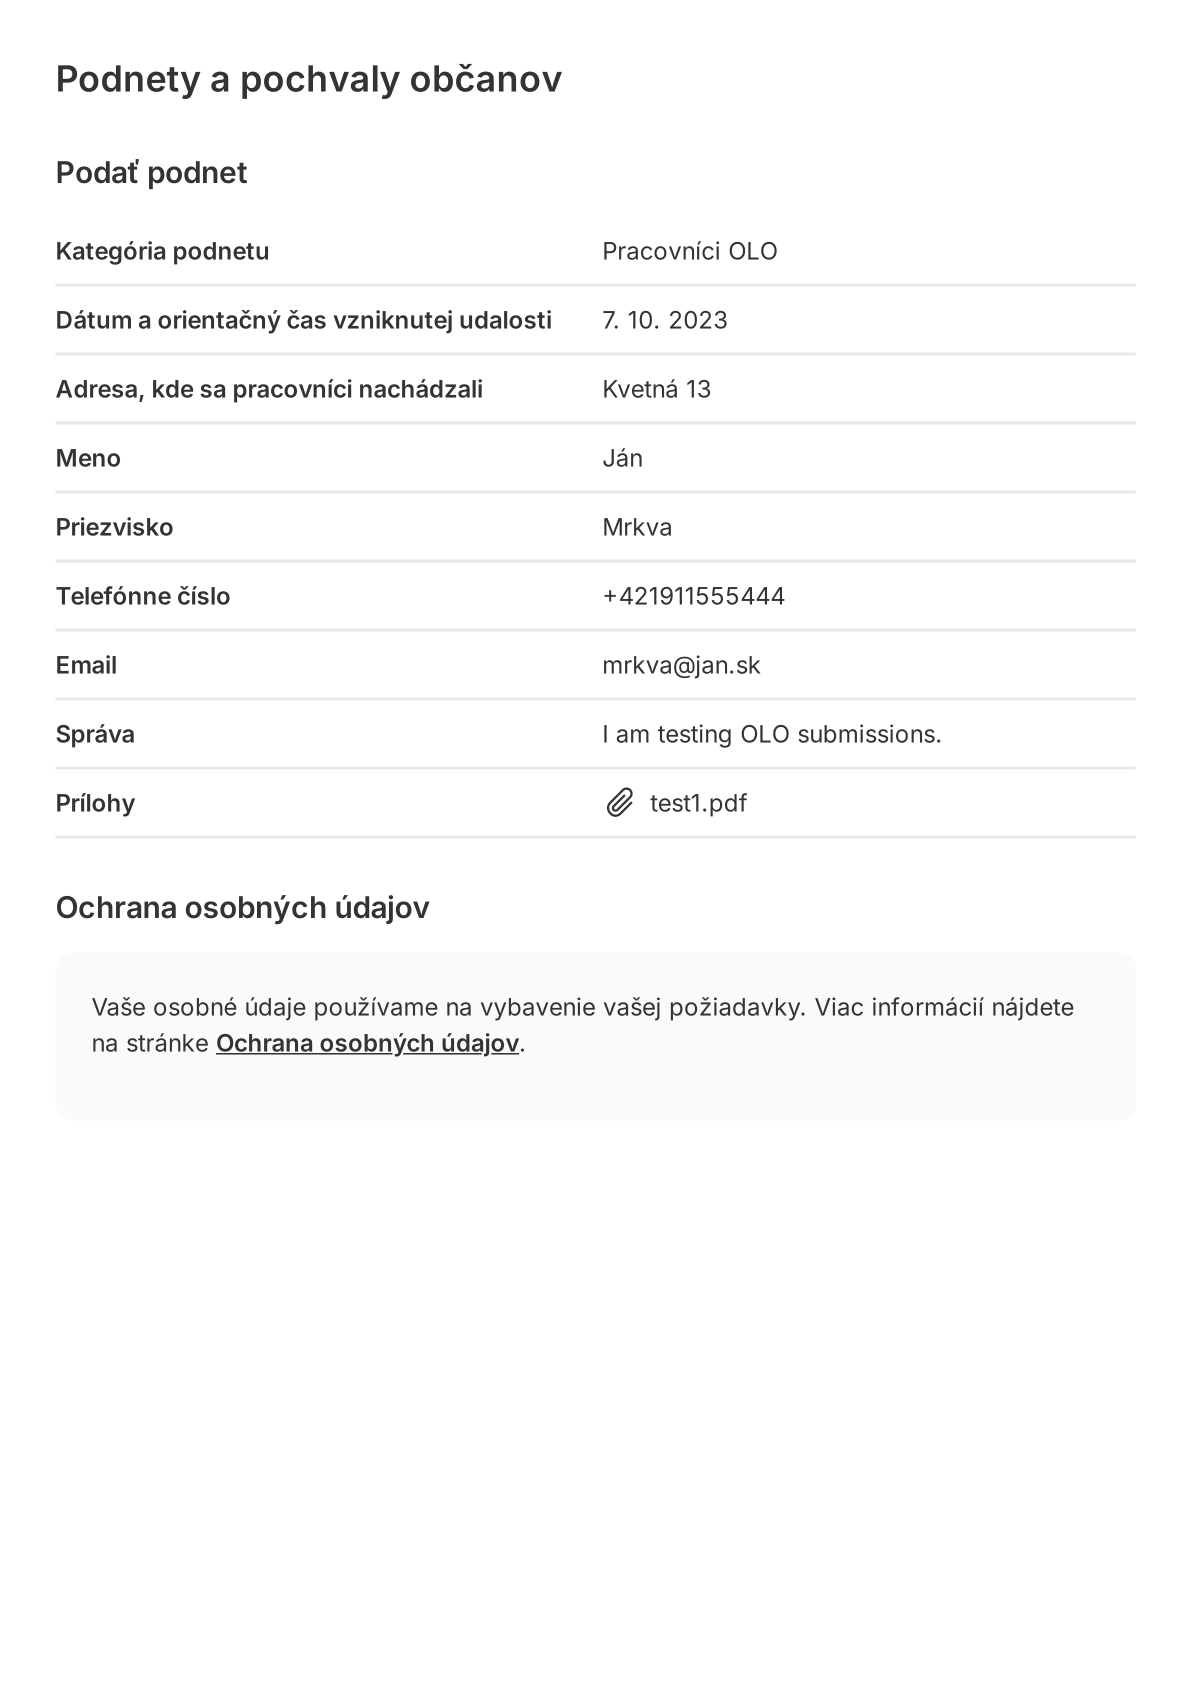 Podnety a pochvaly občanov
Podať podnet
Kategória podnetu Pracovníci OLO
Dátum a orientačný čas vzniknutej udalosti 7. 10. 2023
Adresa, kde sa pracovníci nachádzali Kvetná 13
Meno Ján
Priezvisko Mrkva
Telefónne číslo +421911555444
Email mrkva@jan.sk
Správa I am testing OLO submissions.
Prílohy test1.pdf
Ochrana osobných údajov
Vaše osobné údaje používame na vybavenie vašej požiadavky. Viac informácií nájdete
na stránke Ochrana osobných údajov.